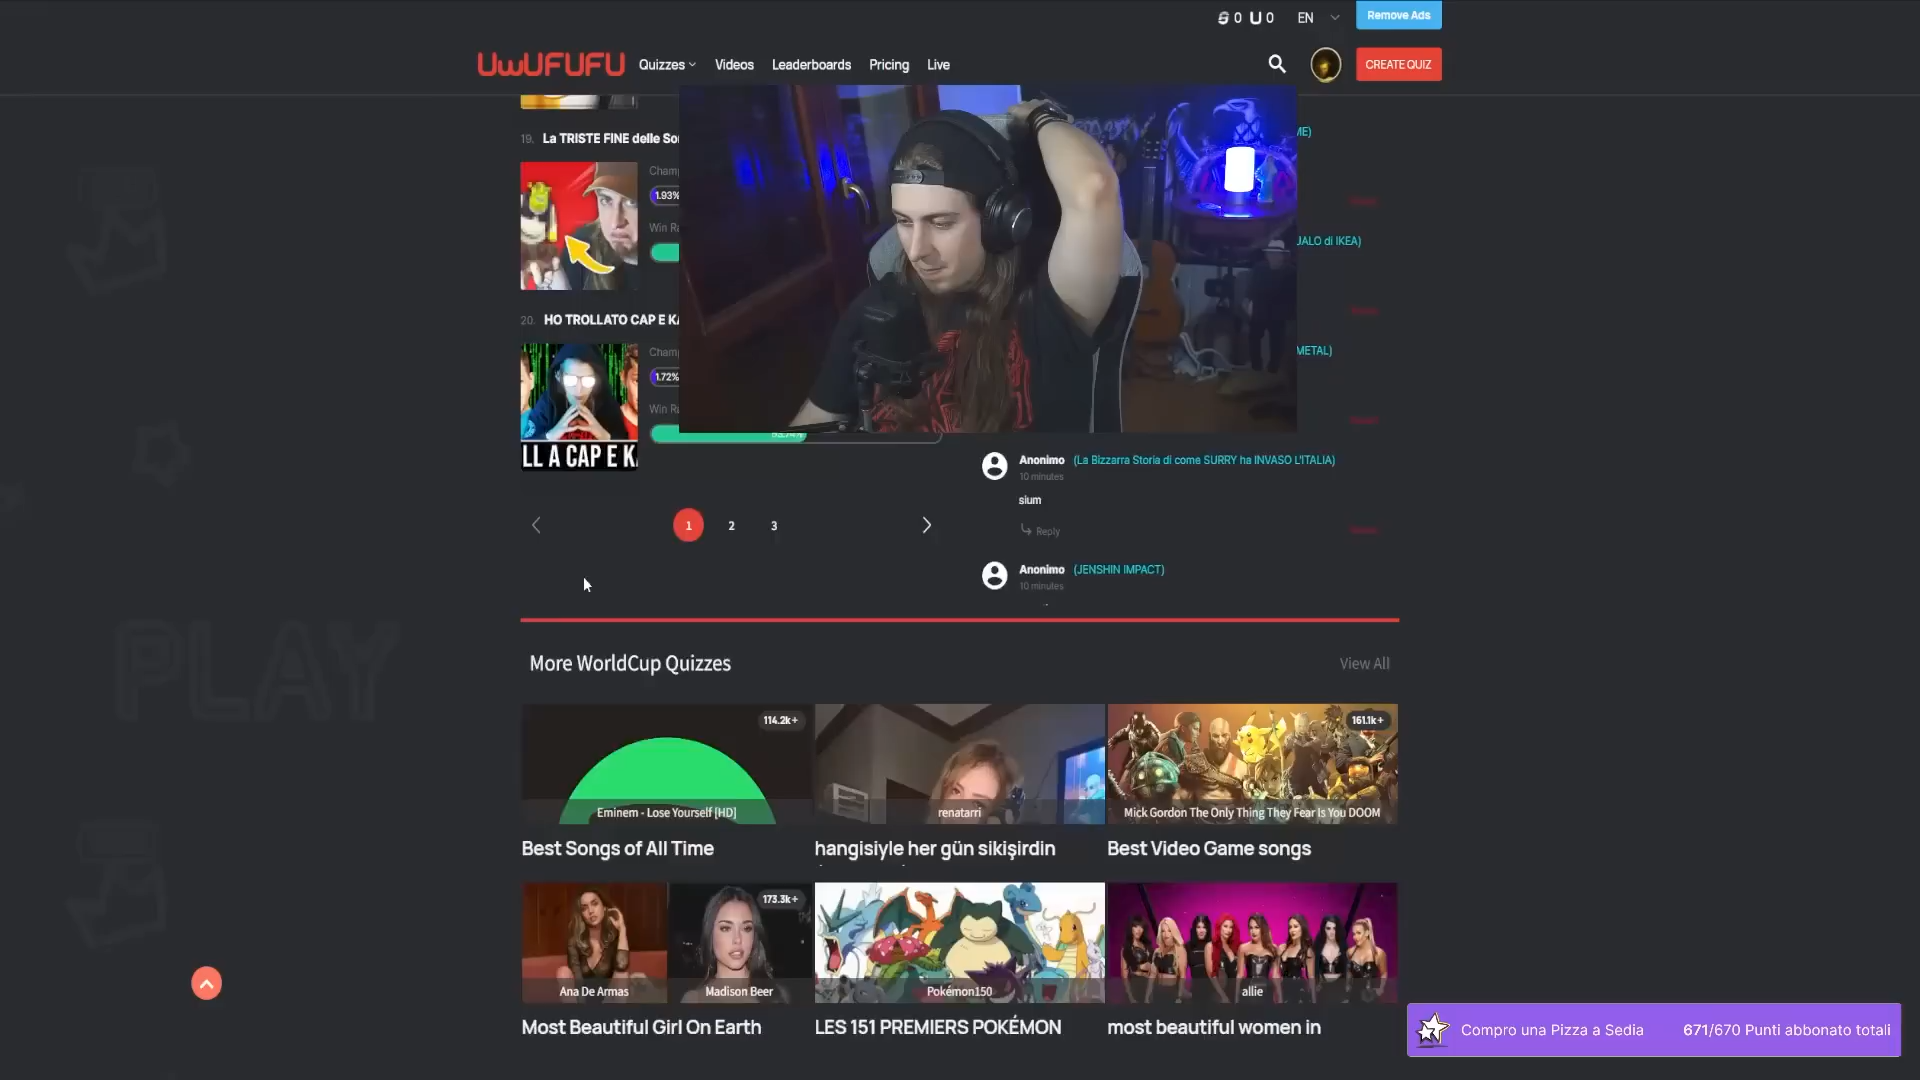 0 0 EN Remove Ads
UwUFUFU Quizzes Videos Leaderboards Pricing Live CREATE QUIZ
19. La TRISTE FINE delle
1.93%
20. HO TROLLATO CAP E
1.72%
LL A CAP E
UALO di IKEA)
METAL)
Anonimo (La Bizzarra Storia di come SURRY ha INVASO L'ITALIA)
10 minutes
sium
Reply
1 2 3
Anonimo (JENSHIN IMPACT)
10 minutes
PLAY
More WorldCup Quizzes View All
114.2k+
Eminem - Lose Yourself [HD]
Best Songs of All Time
renatarri
hangisiyle her gün sikişirdin
161.1k+
Mick Gordon The Only Thing They Fear Is You DOOM
Best Video Game songs
173.3k+
Ana De Armas Madison Beer
Most Beautiful Girl On Earth
Pokémon150
LES 151 PREMIERS POKÉMON
allie
most beautiful women in
Compro una Pizza a Sedia 671/670 Punti abbonato totali